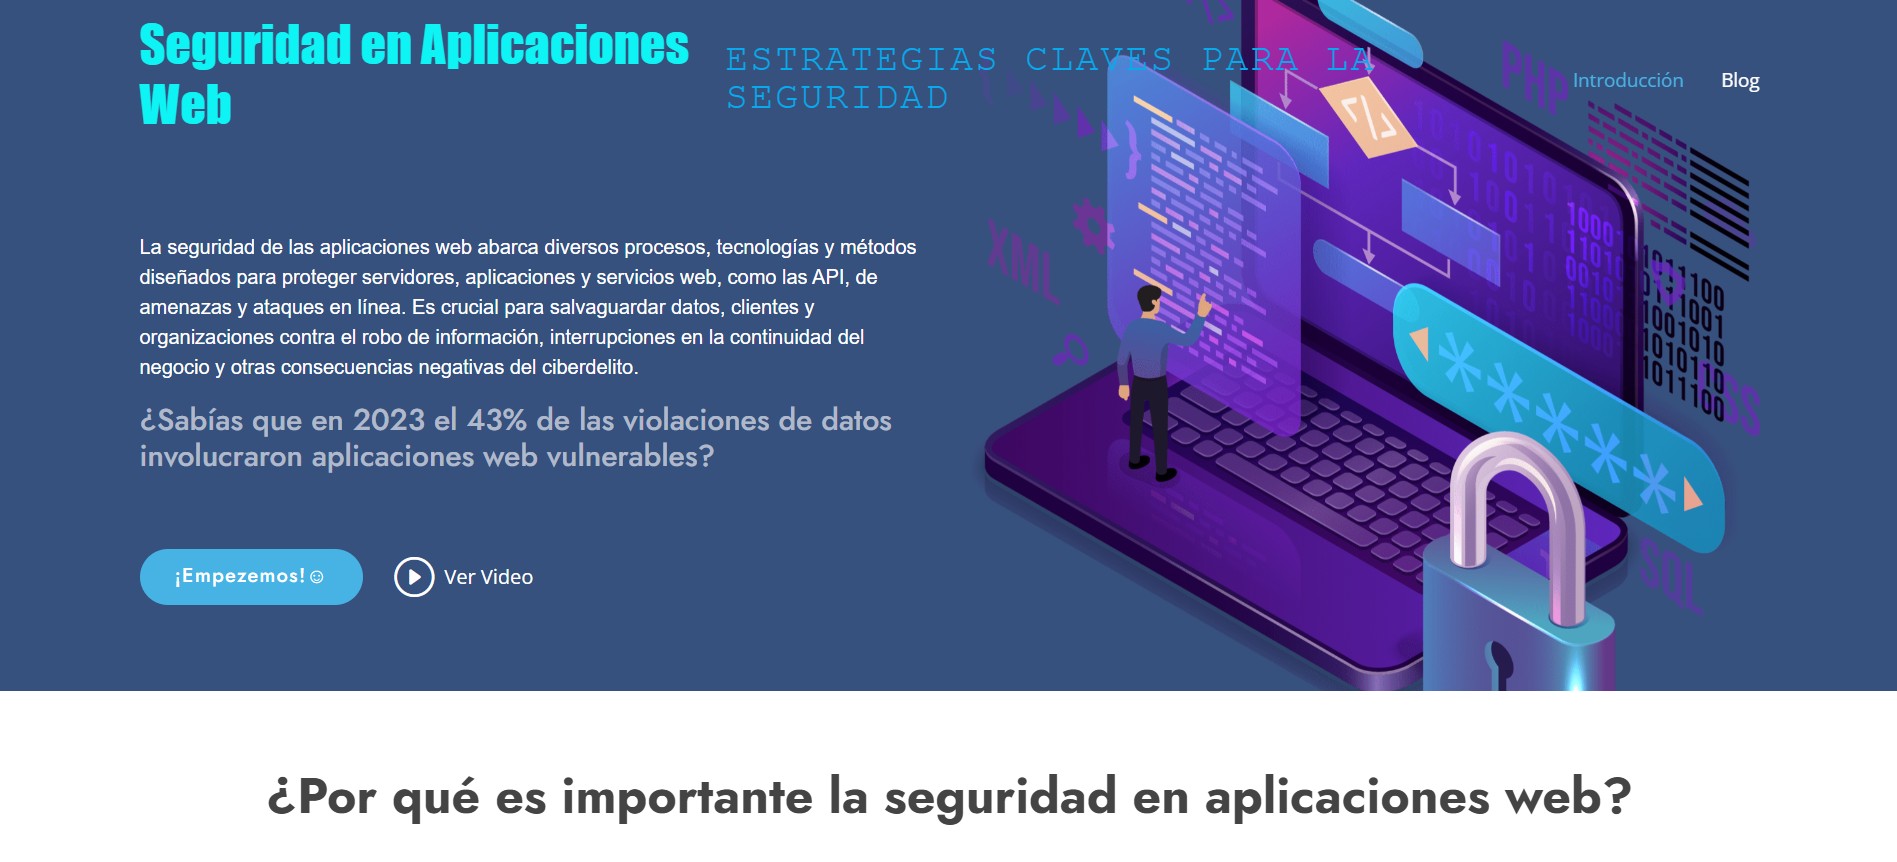 Seguridad en Aplicaciones
Web
ESTRATEGIAS CLAVES PARA LA
SEGURIDAD
Introducción
Blog
La seguridad de las aplicaciones web abarca diversos procesos, tecnologías y métodos
diseñados para proteger servidores, aplicaciones y servicios web, como las API, de
amenazas y ataques en línea. Es crucial para salvaguardar datos, clientes y
organizaciones contra el robo de información, interrupciones en la continuidad del
negocio y otras consecuencias negativas del ciberdelito.
¿Sabías que en 2023 el 43% de las violaciones de datos
involucraron aplicaciones web vulnerables?
¡Empezemos!☺
Ver Video
PHP
XML
SQL
¿Por qué es importante la seguridad en aplicaciones web?